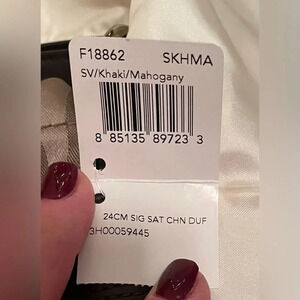 F18862 SKHMA
SV/Khaki/Mahogany
8 85135 89723 3
24CM SIG SAT CHN DUF
3H00059445